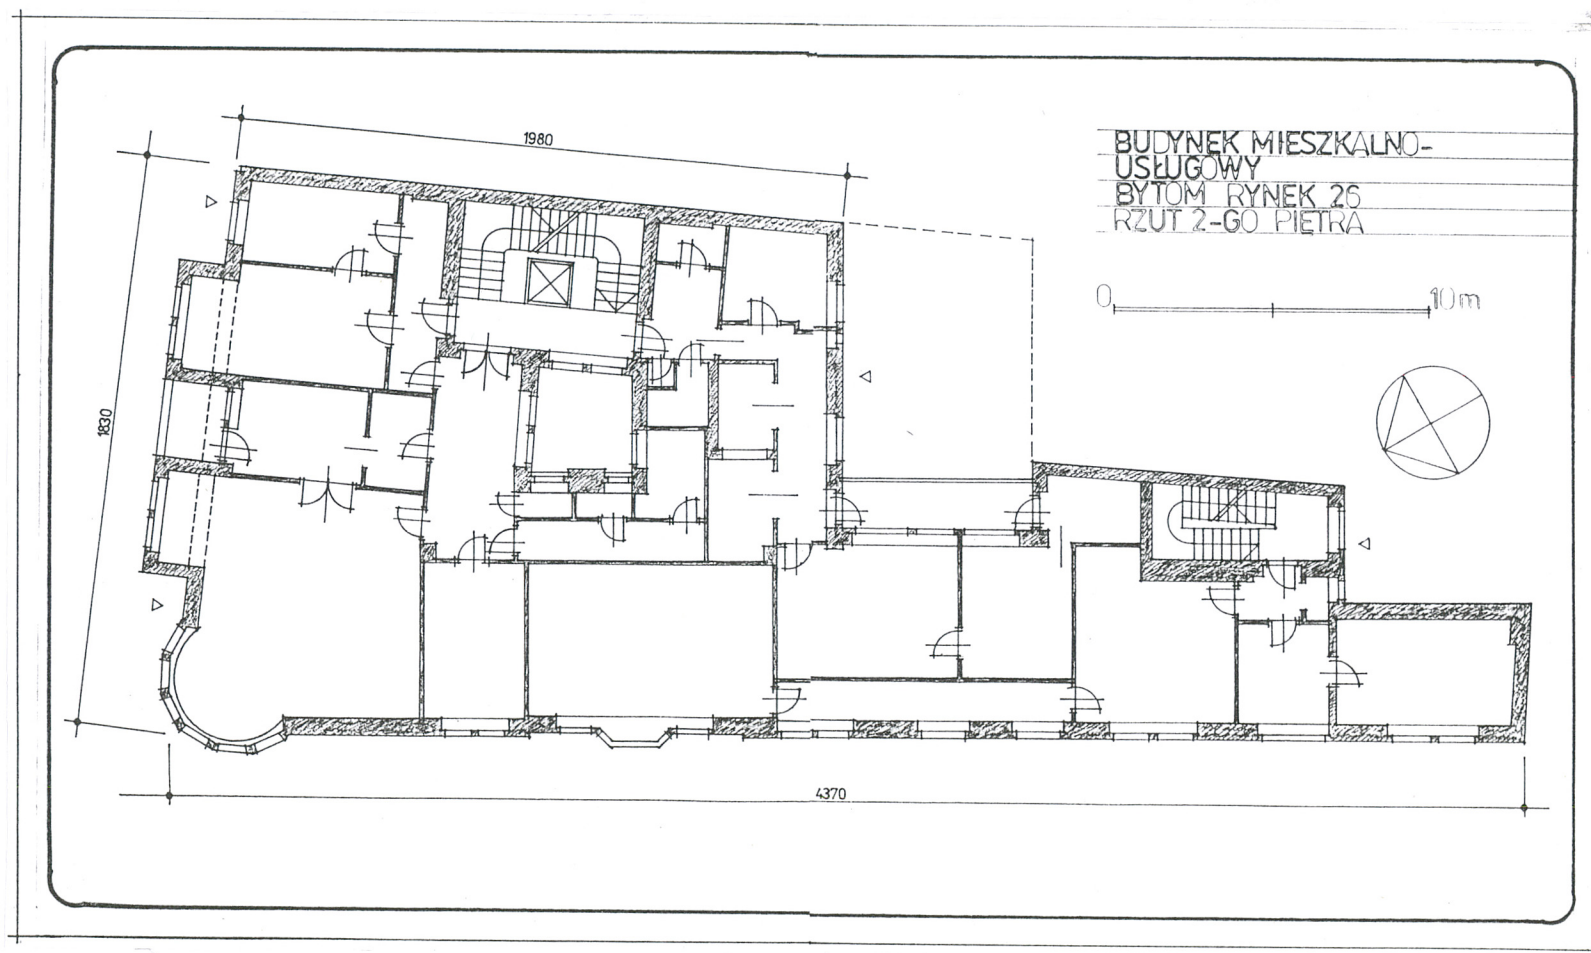 1980
BUDYNEK MIESZKALNO-
USŁUGOWY
BYTOM RYNEK 26
RZUT 2-GO PIĘTRA
0 10m
1830
4370